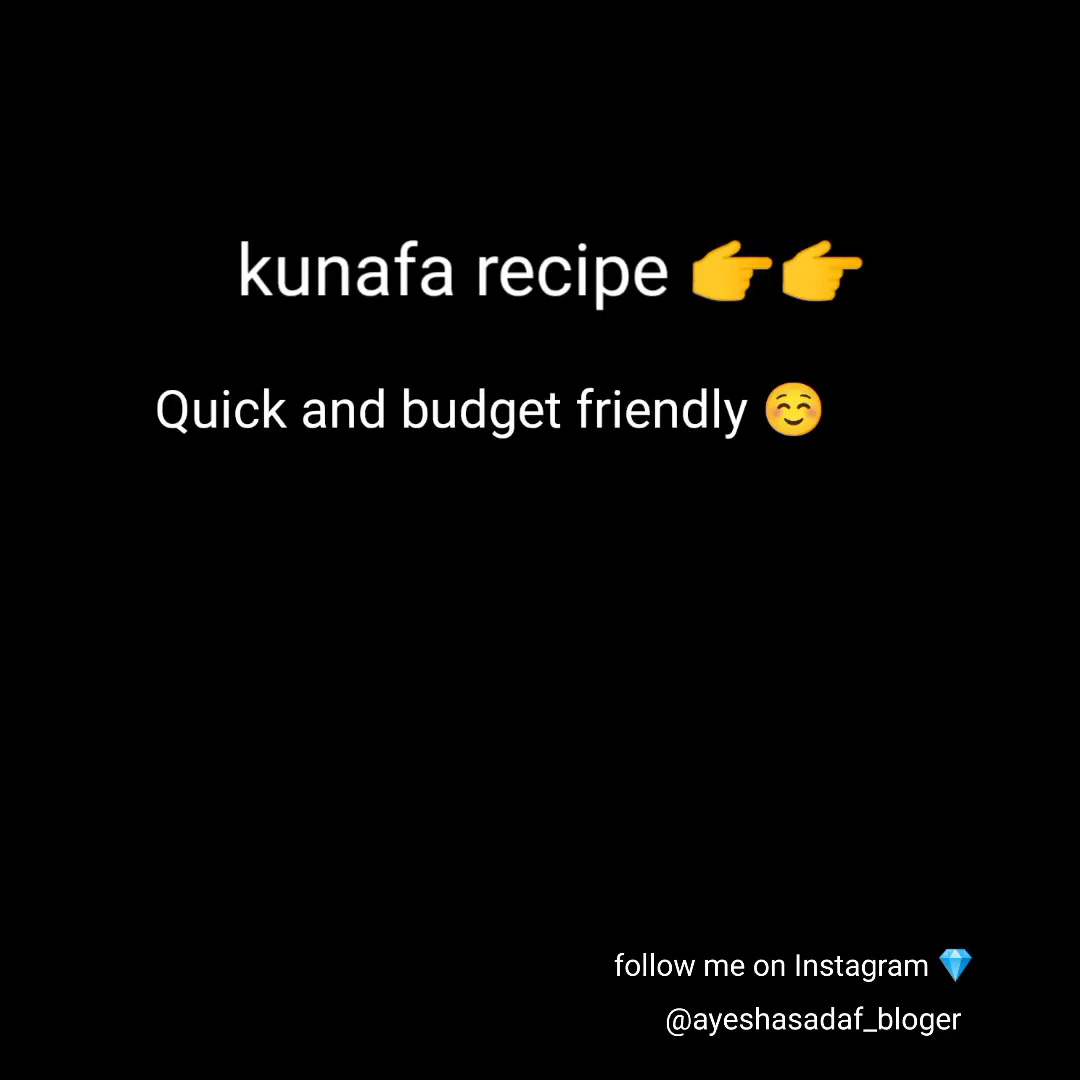 kunafa recipe 👉👉
Quick and budget friendly ☺️
follow me on Instagram 💎
@ayeshasadaf_bloger